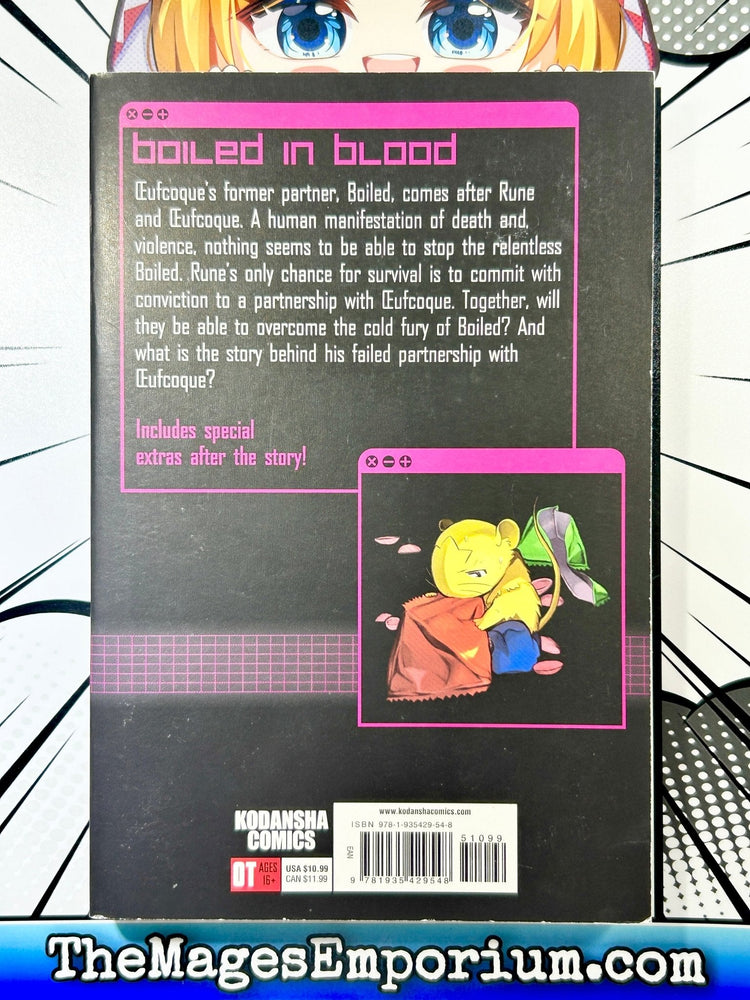 BOILED IN BLOOD
Œufcoque's former partner, Boiled, comes after Rune
and Œufcoque. A human manifestation of death and
violence, nothing seems to be able to stop the relentless
Boiled. Rune's only chance for survival is to commit with
conviction to a partnership with Œufcoque. Together, will
they be able to overcome the cold fury of Boiled? And
what is the story behind his failed partnership with
Œufcoque?
Includes special
extras after the story!
KODANSHA
COMICS
OT AGES
16+
USA $10.99
CAN $11.99
www.kodanshacomics.com
ISBN 978-1-935429-54-8
51099
EAN
9 781935 429548
TheMagesEmporium.com